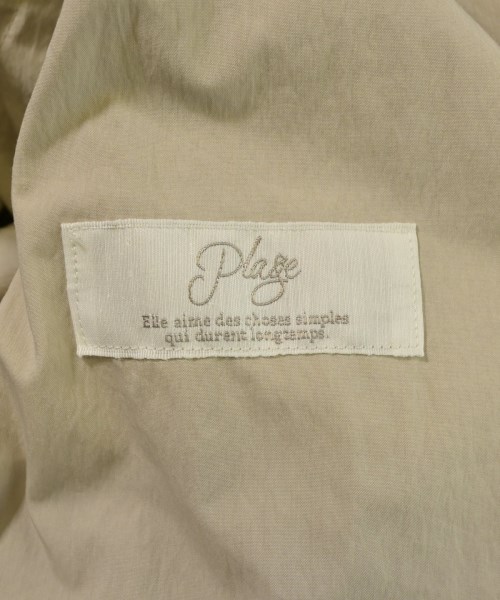 Plage
Elle aime des choses simples
qui durent longtemps.